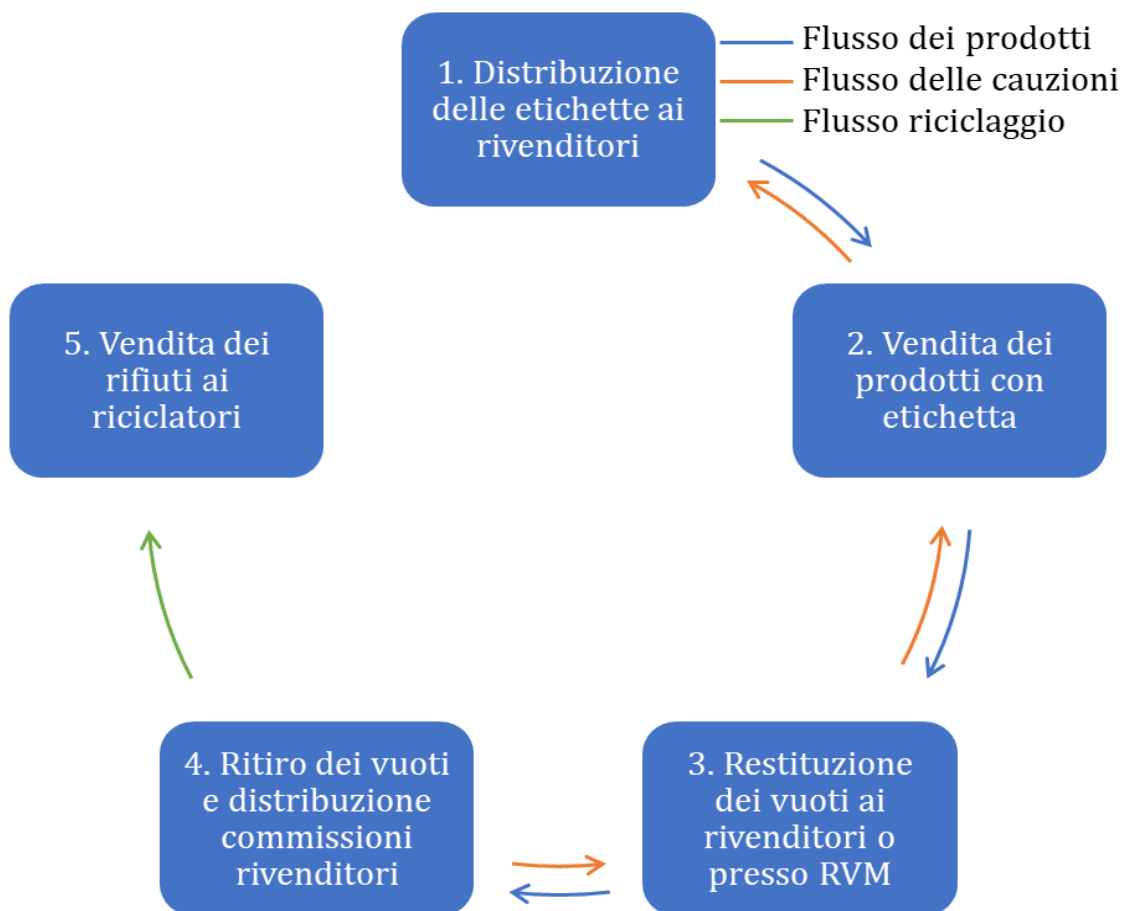 1. Distribuzione
delle etichette ai
rivenditori
Flusso dei prodotti
Flusso delle cauzioni
Flusso riciclaggio
2. Vendita dei
prodotti con
etichetta
3. Restituzione
dei vuoti ai
rivenditori o
presso RVM
4. Ritiro dei vuoti
e distribuzione
commissioni
rivenditori
5. Vendita dei
rifiuti ai
riciclatori